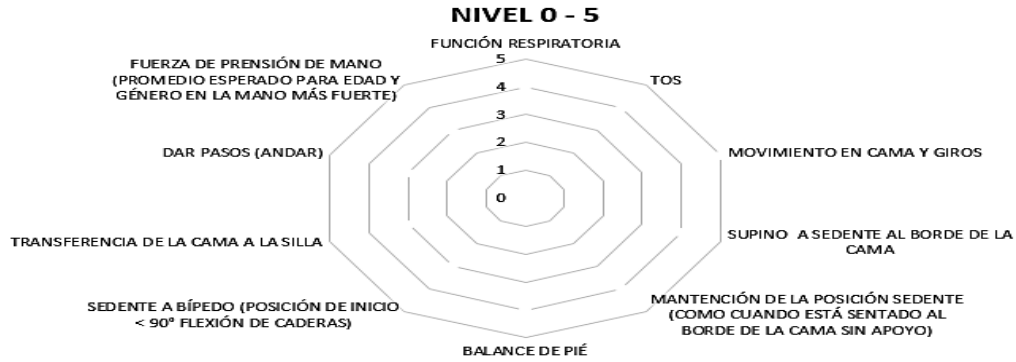 NIVEL 0 - 5
FUNCIÓN RESPIRATORIA
TOS
MOVIMIENTO EN CAMA Y GIROS
SUPINO A SEDENTE AL BORDE DE LA
CAMA
MANTENCIÓN DE LA POSICIÓN SEDENTE
(COMO CUANDO ESTÁ SENTADO AL
BORDE DE LA CAMA SIN APOYO)
BALANCE DE PIÉ
SEDENTE A BÍPEDO (POSICIÓN DE INICIO
< 90° FLEXIÓN DE CADERAS)
TRANSFERENCIA DE LA CAMA A LA SILLA
DAR PASOS (ANDAR)
FUERZA DE PRENSIÓN DE MANO
(PROMEDIO ESPERADO PARA EDAD Y
GÉNERO EN LA MANO MÁS FUERTE)
5
4
3
2
1
0